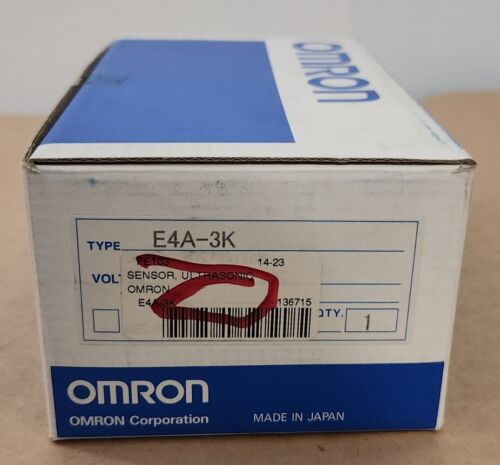 OMRON
TYPE E4A-3K
14-23
VOL
SENSOR, ULTRASONIC
OMRON
E4A-3K
136715
QTY. 1
OMRON
OMRON Corporation
MADE IN JAPAN